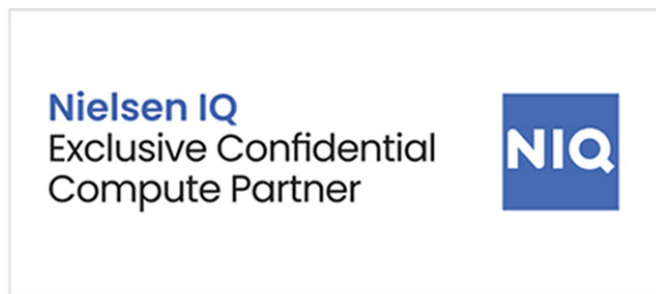 Nielsen IQ
Exclusive Confidential
Compute Partner
NIQ